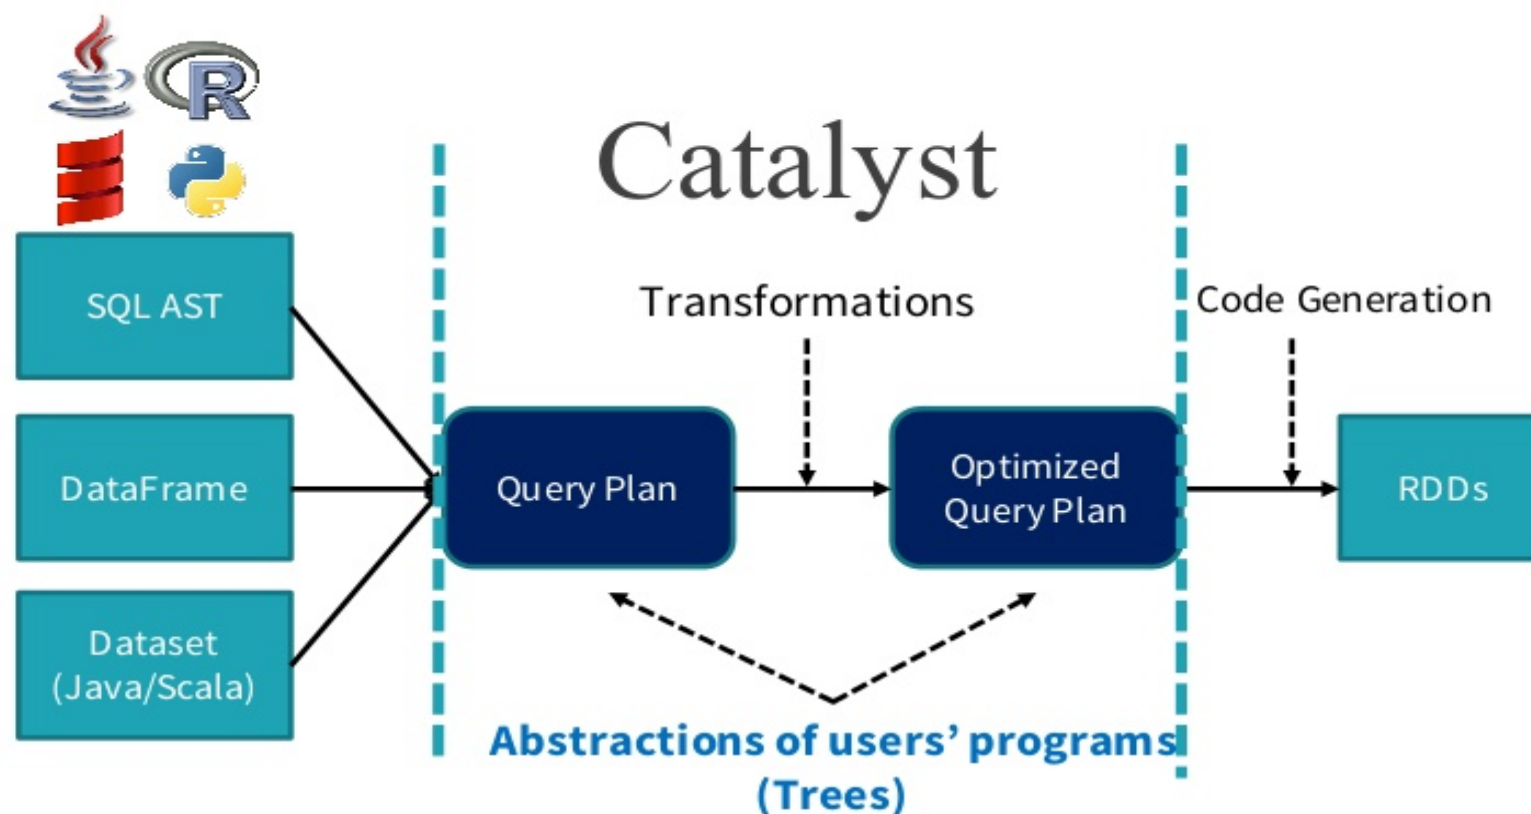 R
Catalyst
SQL AST
Transformations
Code Generation
DataFrame
Query Plan
Optimized
Query Plan
RDDs
Dataset
(Java/Scala)
Abstractions of users’ programs
(Trees)